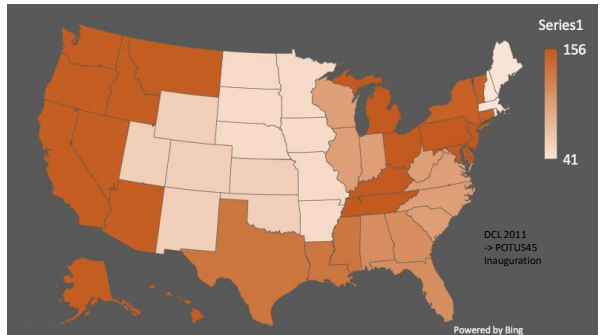 Series1
156
41
DCL 2011
-> POTUS45
Inauguration
Powered by Bing